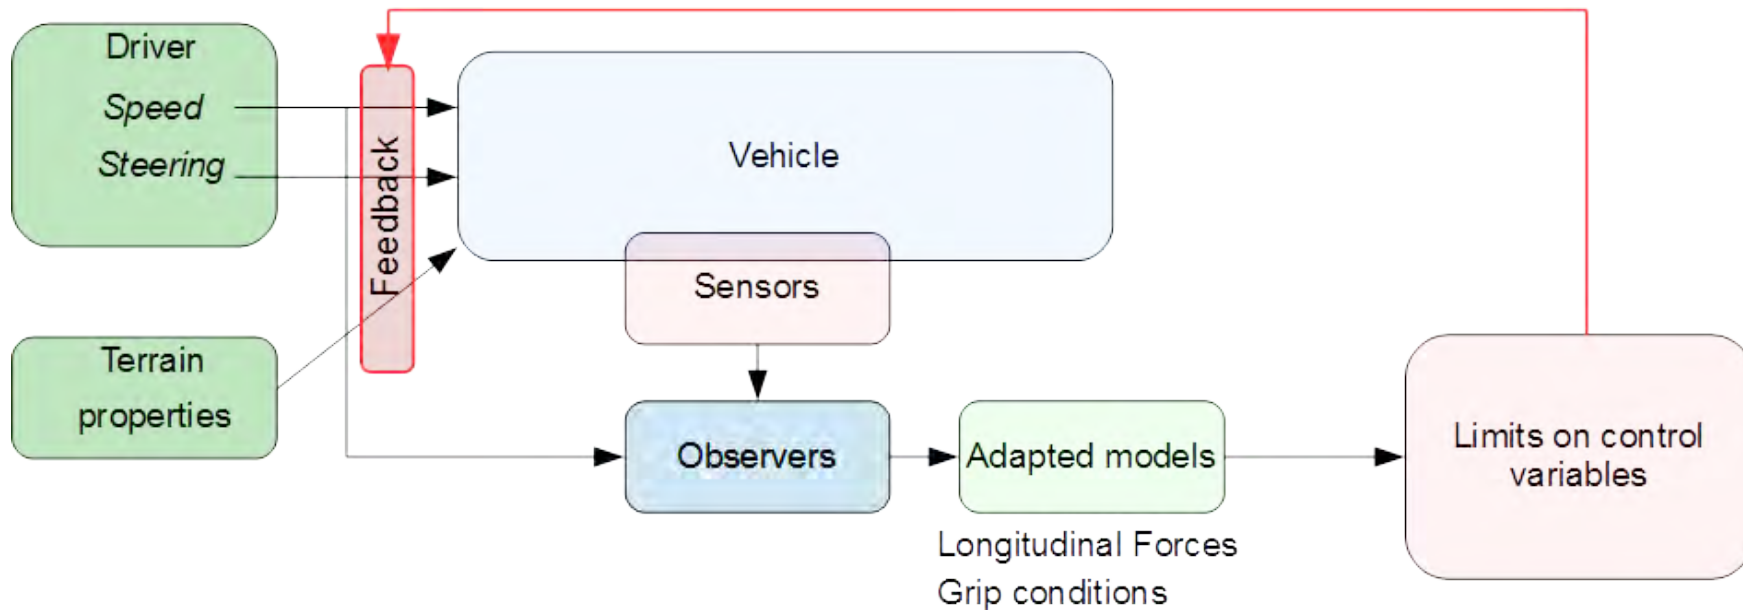 Driver
Speed
Steering
Feedback
Vehicle
Sensors
Terrain
properties
Observers
Adapted models
Limits on control
variables
Longitudinal Forces
Grip conditions